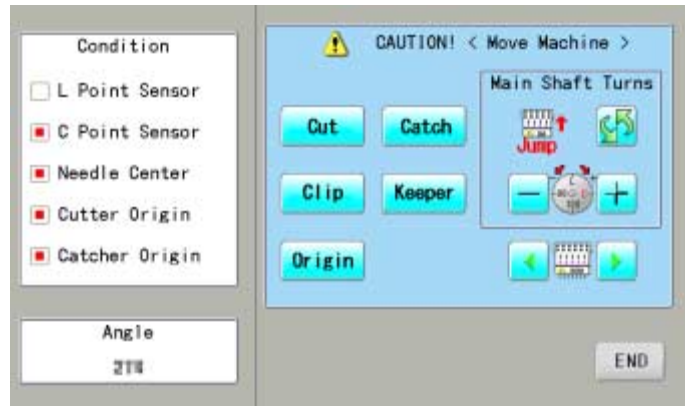 Condition
L Point Sensor
C Point Sensor
Needle Center
Cutter Origin
Catcher Origin
Angle
CAUTION! < Move Machine >
Main Shaft Turns
Cut
Catch
Jump
Clip
Keeper
Origin
END